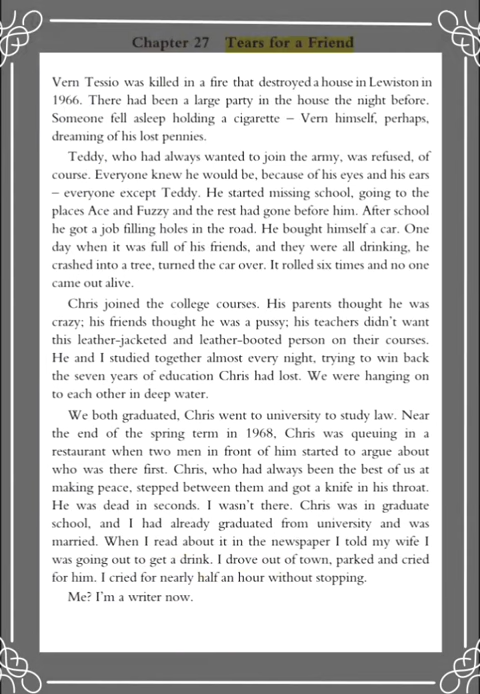 Chapter 27 Tears for a Friend
Vern Tessio was killed in a fire that destroyed a house in Lewiston in
1966. There had been a large party in the house the night before.
Someone fell asleep holding a cigarette – Vern himself, perhaps,
dreaming of his lost pennies.
Teddy, who had always wanted to join the army, was refused, of
course. Everyone knew he would be, because of his eyes and his ears
– everyone except Teddy. He started missing school, going to the
places Ace and Fuzzy and the rest had gone before him. After school
he got a job filling holes in the road. He bought himself a car. One
day when it was full of his friends, and they were all drinking, he
crashed into a tree, turned the car over. It rolled six times and no one
came out alive.
Chris joined the college courses. His parents thought he was
crazy; his friends thought he was a pussy; his teachers didn't want
this leather-jacketed and leather-booted person on their courses.
He and I studied together almost every night, trying to win back
the seven years of education Chris had lost. We were hanging on
to each other in deep water.
We both graduated, Chris went to university to study law. Near
the end of the spring term in 1968, Chris was queuing in a
restaurant when two men in front of him started to argue about
who was there first. Chris, who had always been the best of us at
making peace, stepped between them and got a knife in his throat.
He was dead in seconds. I wasn't there. Chris was in graduate
school, and I had already graduated from university and was
married. When I read about it in the newspaper I told my wife I
was going out to get a drink. I drove out of town, parked and cried
for him. I cried for nearly half an hour without stopping.
Me? I'm a writer now.